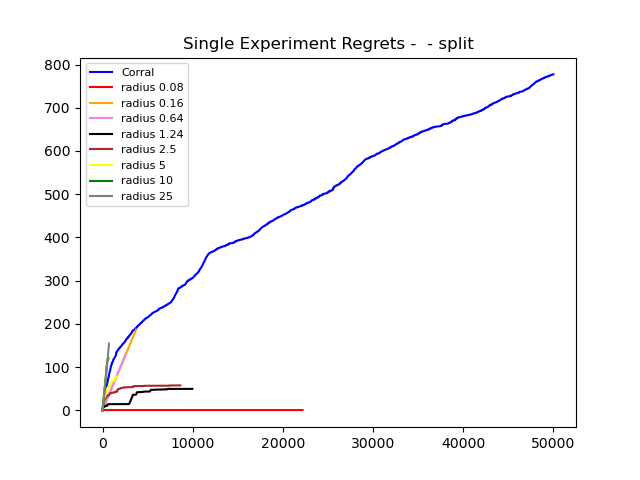 Single Experiment Regrets -  - split
800
700
600
500
400
300
200
100
0
Corral
radius 0.08
radius 0.16
radius 0.64
radius 1.24
radius 2.5
radius 5
radius 10
radius 25
0 10000 20000 30000 40000 50000